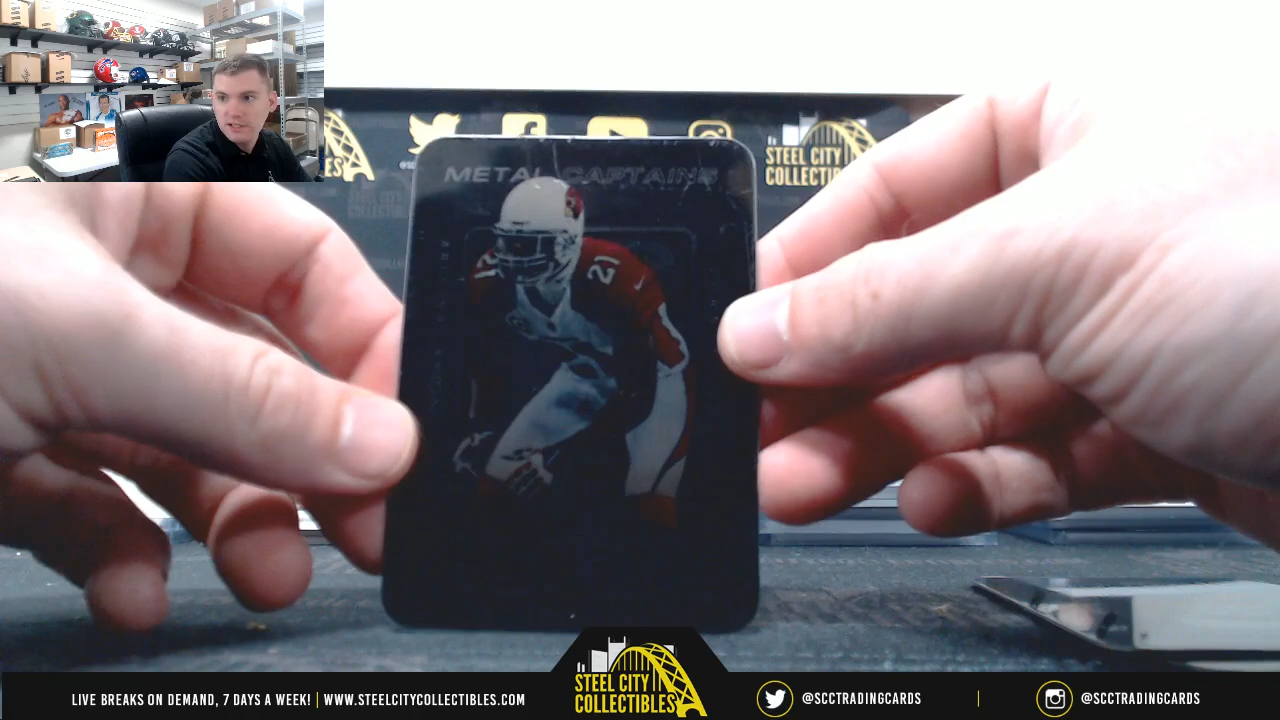 STEEL CITY
COLLECTIBLES
METAL CAPTAINS
21
LIVE BREAKS ON DEMAND, 7 DAYS A WEEK! | WWW.STEELCITYCOLLECTIBLES.COM
STEEL CITY
COLLECTIBLES
@SCCTRADINGCARDS
@SCCTRADINGCARDS